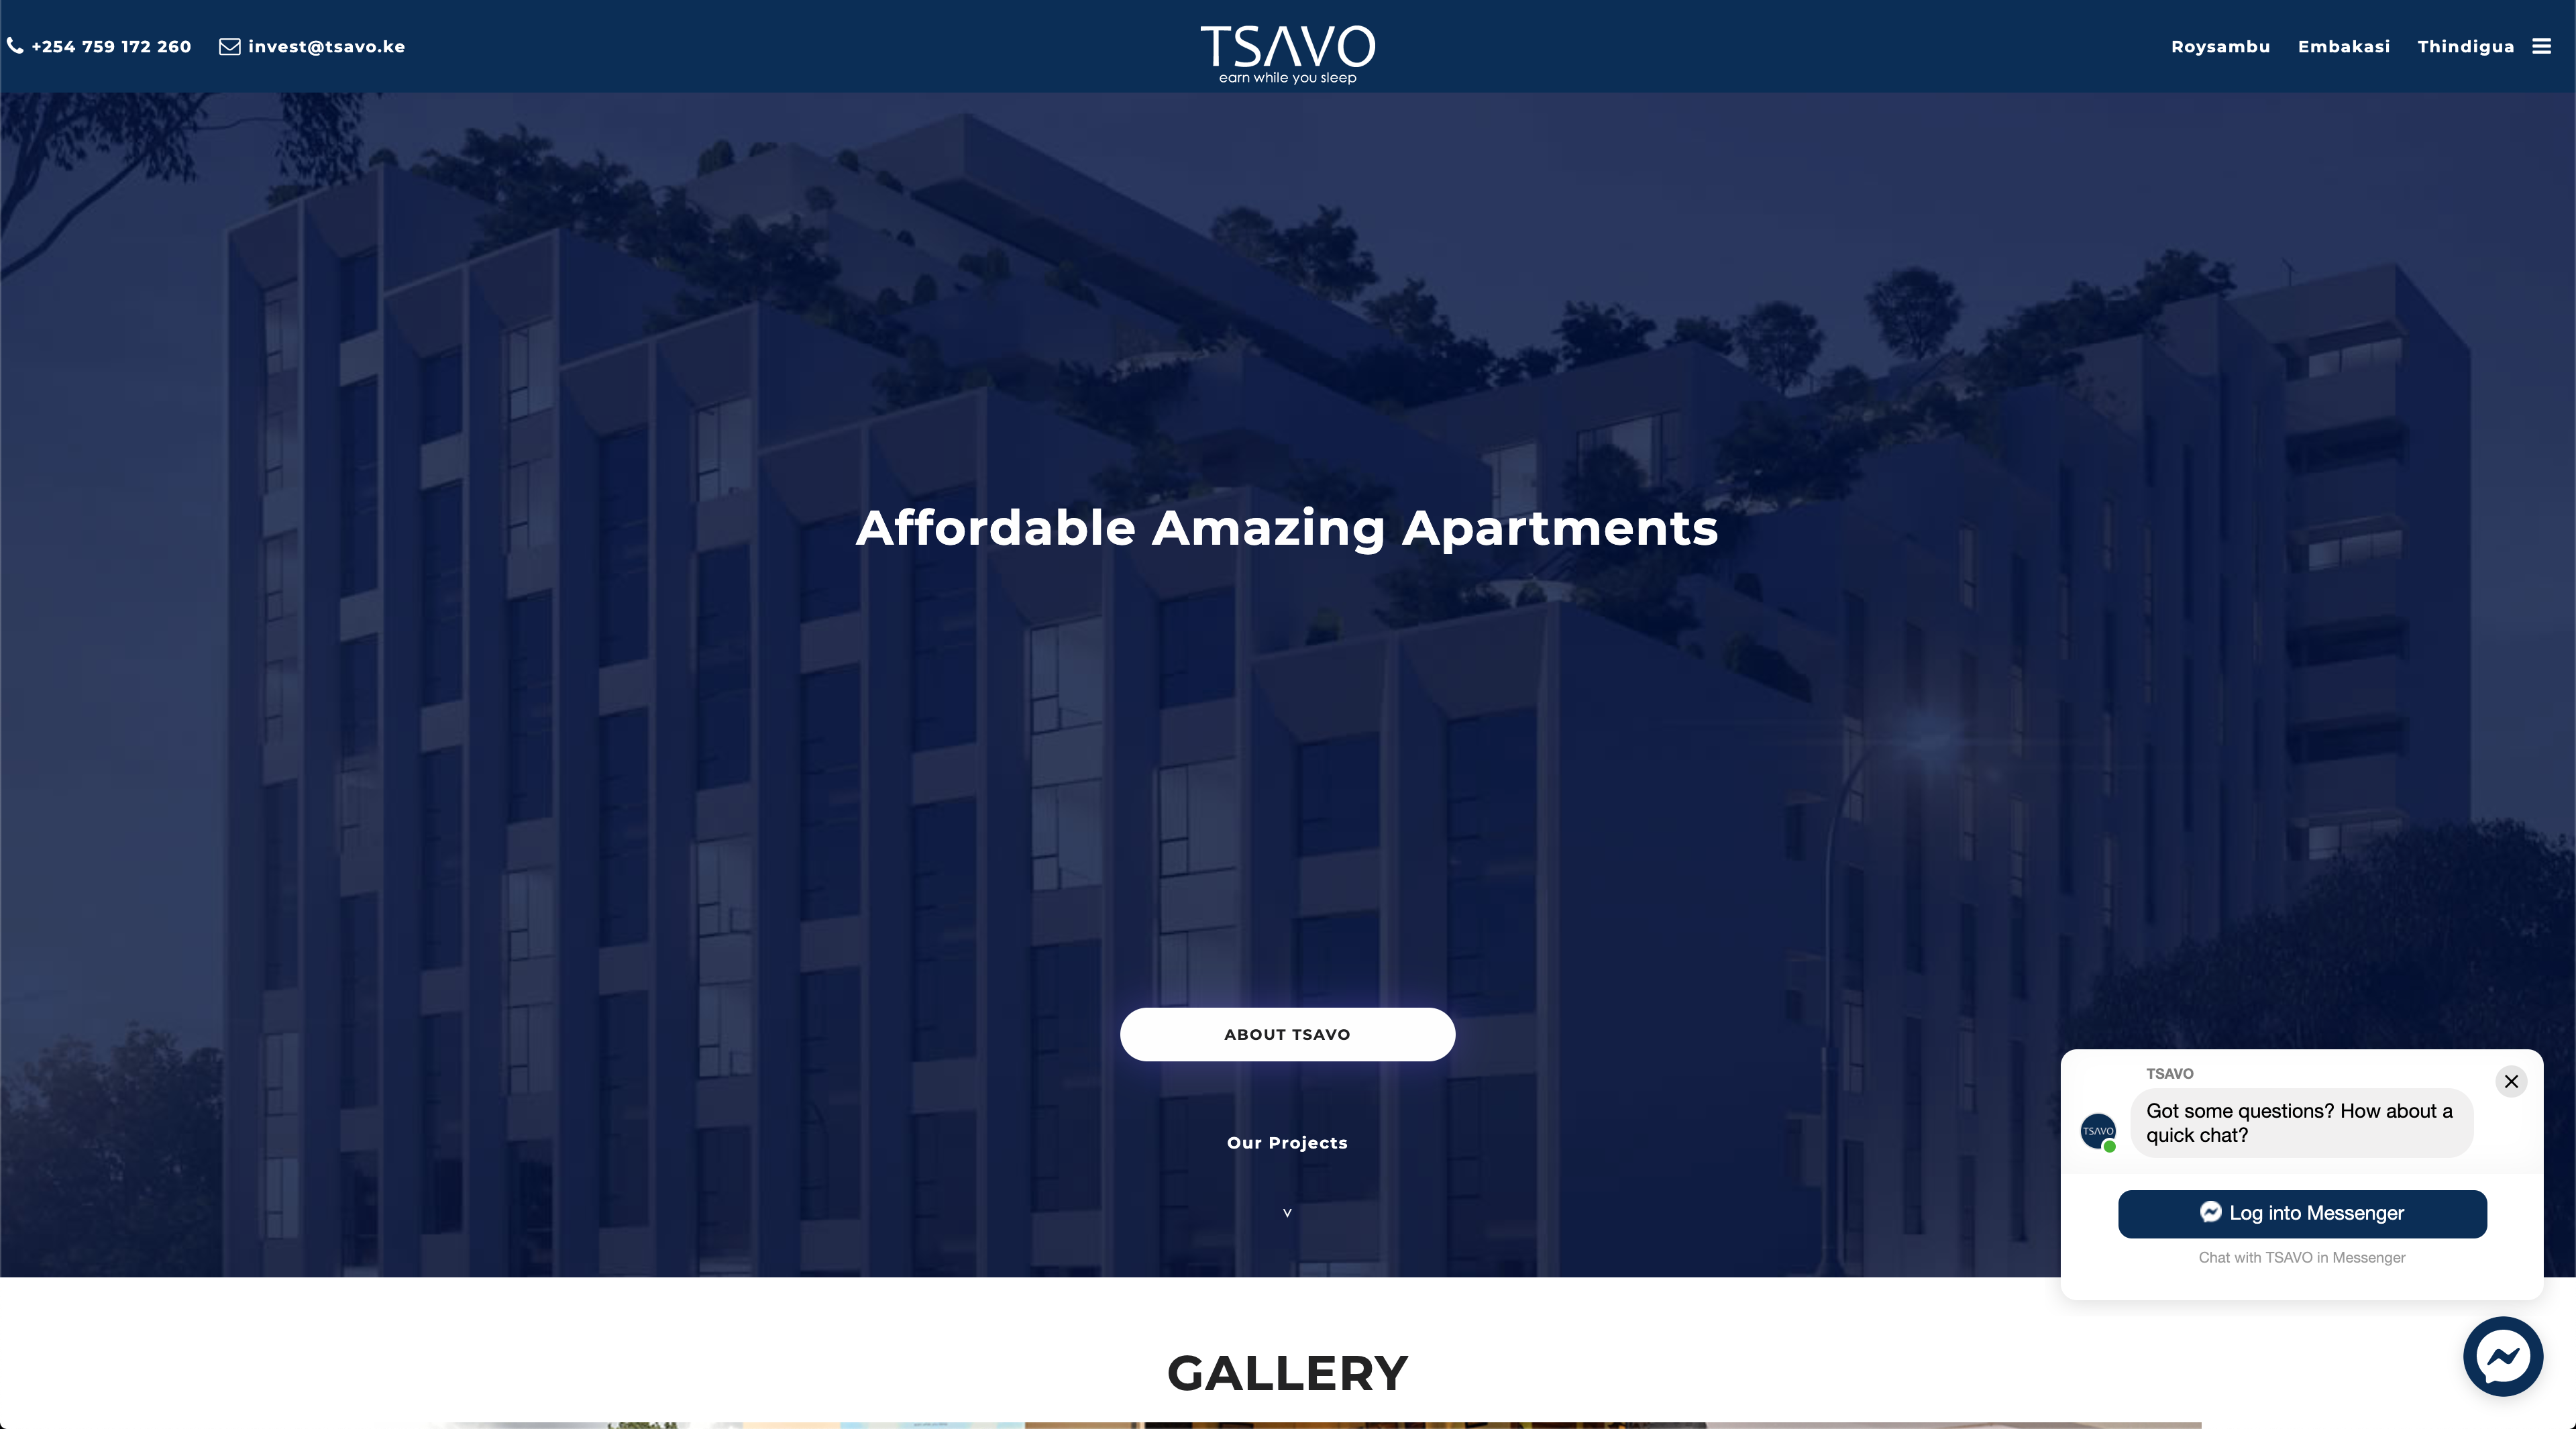 +254 759 172 260
invest@tsavo.ke
TSAVO
earn while you sleep
Roysambu
Embakasi
Thindigua
Affordable Amazing Apartments
ABOUT TSAVO
Our Projects
v
TSAVO
Got some questions? How about a
quick chat?
TSAVO
Log into Messenger
Chat with TSAVO in Messenger
GALLERY